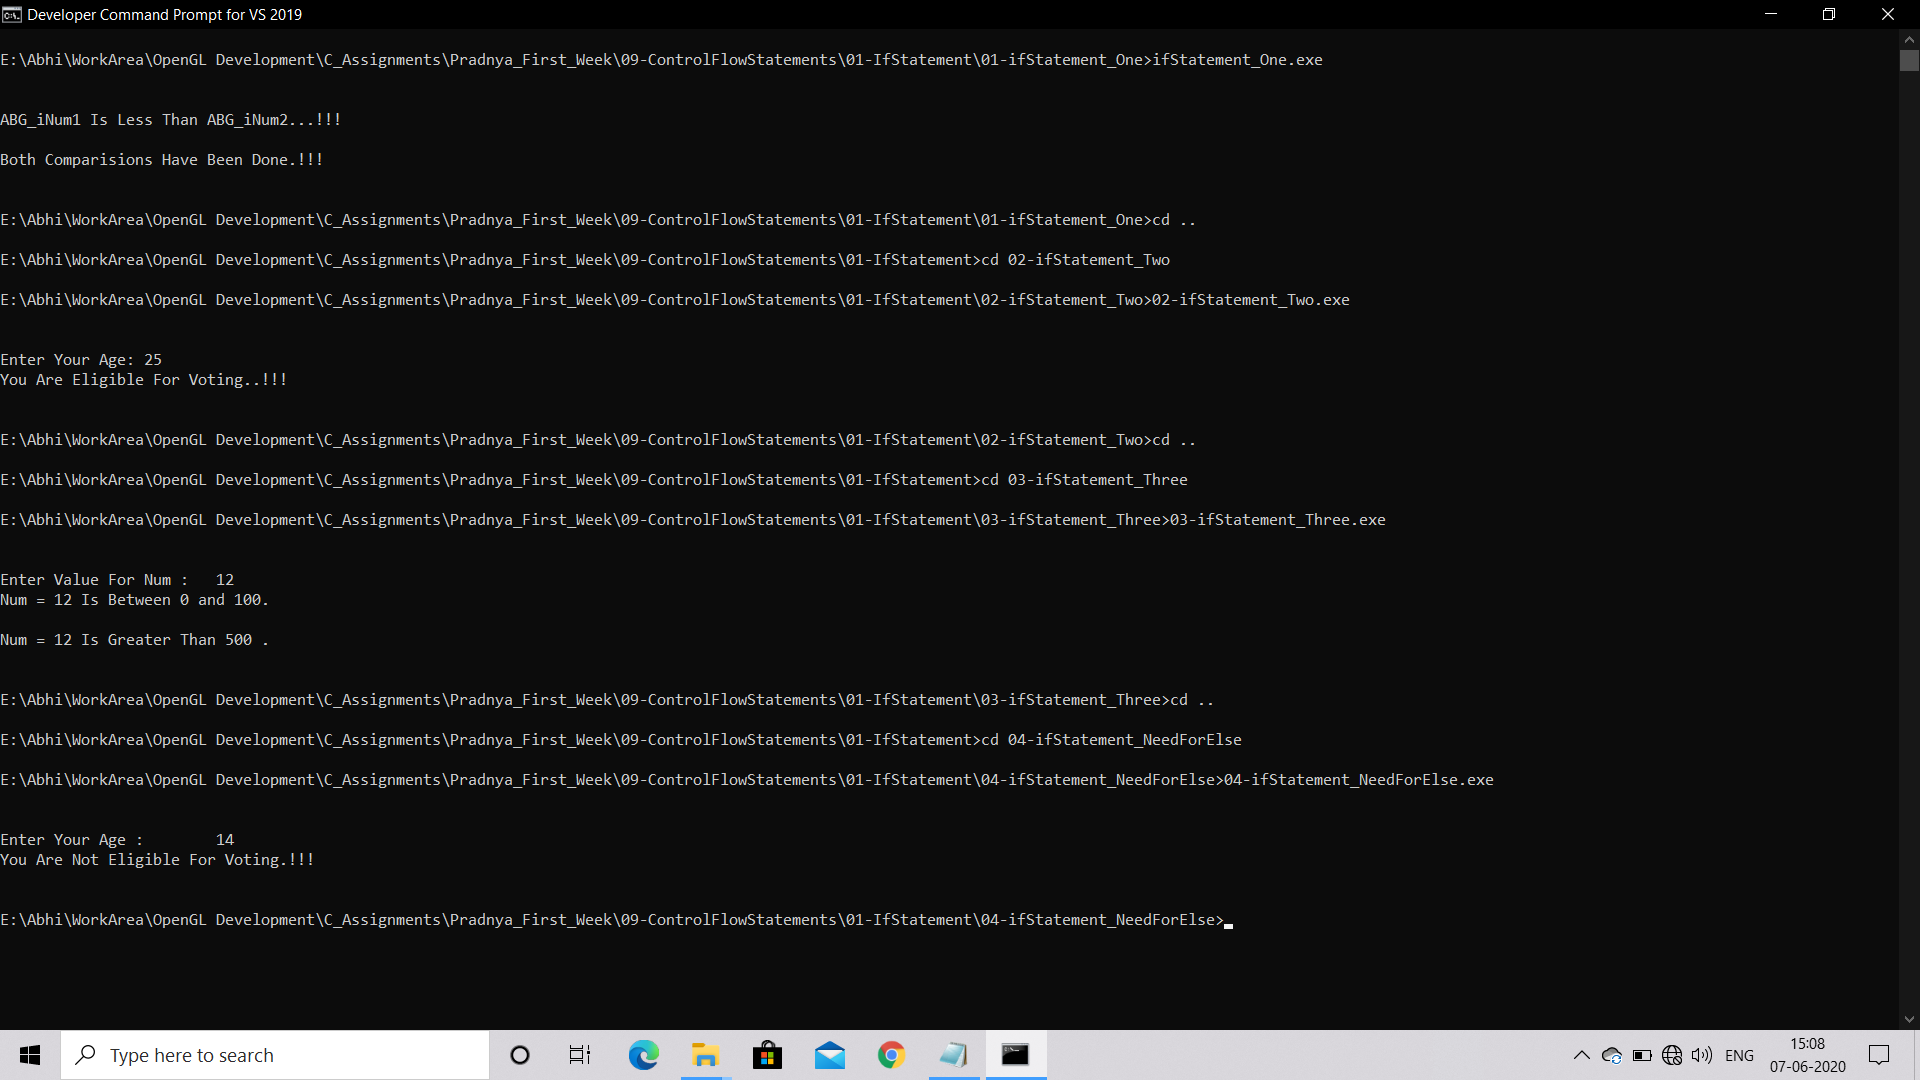 Developer Command Prompt for VS 2019
E:\Abhi\WorkArea\OpenGL Development\C_Assignments\Pradnya_First_Week\09-ControlFlowStatements\01-IfStatement\01-ifStatement_One>ifStatement_One.exe
ABG_iNum1 Is Less Than ABG_iNum2...!!!
Both Comparisions Have Been Done.!!!
E:\Abhi\WorkArea\OpenGL Development\C_Assignments\Pradnya_First_Week\09-ControlFlowStatements\01-IfStatement\01-ifStatement_One>cd ..
E:\Abhi\WorkArea\OpenGL Development\C_Assignments\Pradnya_First_Week\09-ControlFlowStatements\01-IfStatement>cd 02-ifStatement_Two
E:\Abhi\WorkArea\OpenGL Development\C_Assignments\Pradnya_First_Week\09-ControlFlowStatements\01-IfStatement\02-ifStatement_Two>02-ifStatement_Two.exe
Enter Your Age: 25
You Are Eligible For Voting..!!!
E:\Abhi\WorkArea\OpenGL Development\C_Assignments\Pradnya_First_Week\09-ControlFlowStatements\01-IfStatement\02-ifStatement_Two>cd ..
E:\Abhi\WorkArea\OpenGL Development\C_Assignments\Pradnya_First_Week\09-ControlFlowStatements\01-IfStatement>cd 03-ifStatement_Three
E:\Abhi\WorkArea\OpenGL Development\C_Assignments\Pradnya_First_Week\09-ControlFlowStatements\01-IfStatement\03-ifStatement_Three>03-ifStatement_Three.exe
Enter Value For Num :   12
Num = 12 Is Between 0 and 100.
Num = 12 Is Greater Than 500 .
E:\Abhi\WorkArea\OpenGL Development\C_Assignments\Pradnya_First_Week\09-ControlFlowStatements\01-IfStatement\03-ifStatement_Three>cd ..
E:\Abhi\WorkArea\OpenGL Development\C_Assignments\Pradnya_First_Week\09-ControlFlowStatements\01-IfStatement>cd 04-ifStatement_NeedForElse
E:\Abhi\WorkArea\OpenGL Development\C_Assignments\Pradnya_First_Week\09-ControlFlowStatements\01-IfStatement\04-ifStatement_NeedForElse>04-ifStatement_NeedForElse.exe
Enter Your Age :        14
You Are Not Eligible For Voting.!!!
E:\Abhi\WorkArea\OpenGL Development\C_Assignments\Pradnya_First_Week\09-ControlFlowStatements\01-IfStatement\04-ifStatement_NeedForElse>
Type here to search
ENG
15:08
07-06-2020